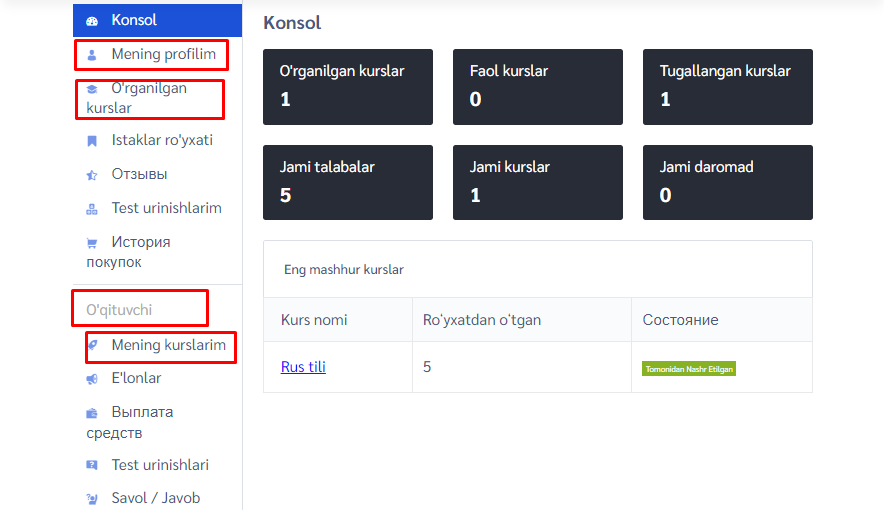 Konsol
Mening profilim
O'rganilgan
kurslar
Istaklar ro'yxati
Отзывы
Test urinishlarim
История
покупок
O'qituvchi
Mening kurslarim
E'lonlar
Выплата
средств
Test urinishlari
Savol / Javob
Konsol
O'rganilgan kurslar
1
Faol kurslar
0
Tugallangan kurslar
1
Jami talabalar
5
Jami kurslar
1
Jami daromad
0
Eng mashhur kurslar
Kurs nomi
Ro‘yxatdan o‘tgan
Состояние
Rus tili
5
Tomonidan Nashr Etilgan